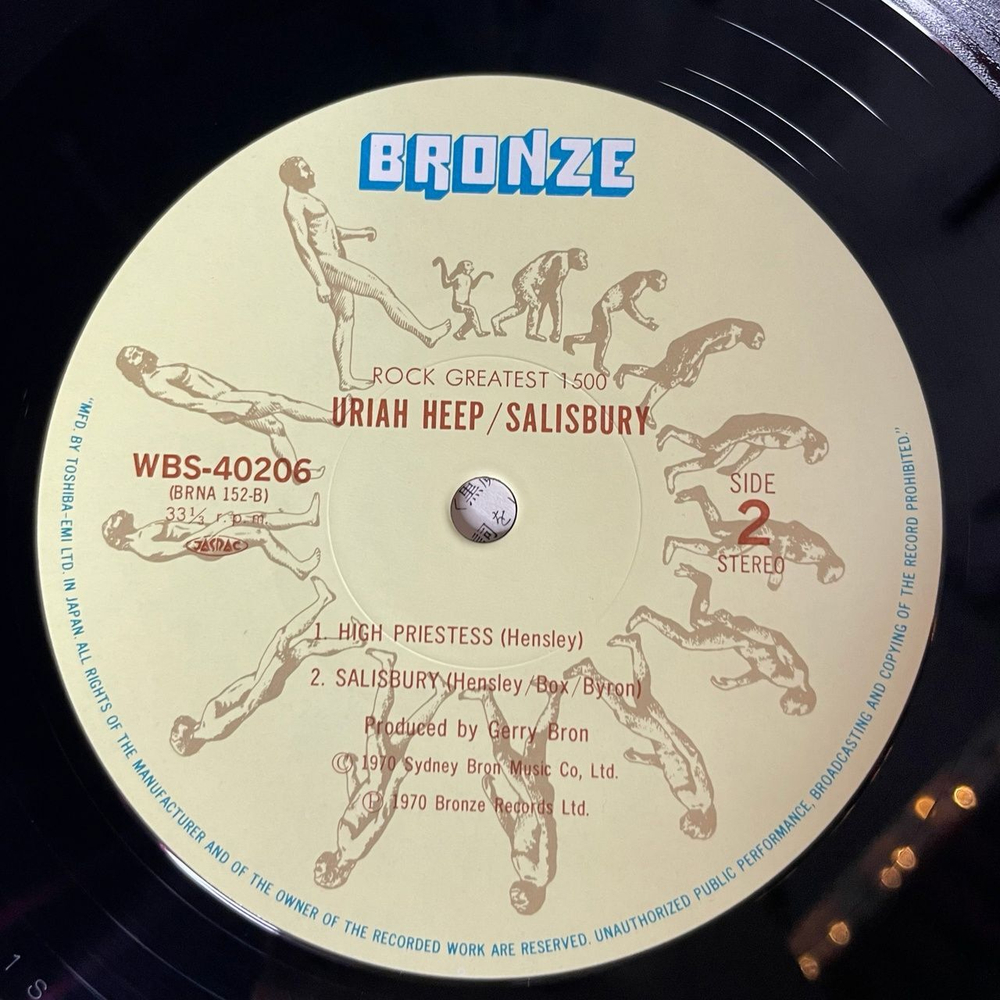 BRONZE
ROCK GREATEST 1500
URIAH HEEP/SALISBURY
WBS-40206
(BRNA 152-B)
33⅓ r.p.m.
JASRAC
SIDE
2
STEREO
1. HIGH PRIESTESS (Hensley)
2. SALISBURY (Hensley/Box/Byron)
Produced by Gerry Bron
Ⓒ 1970 Sydney Bron Music Co, Ltd.
Ⓟ 1970 Bronze Records Ltd.
"MFD. BY TOSHIBA-EMI LTD. IN JAPAN. ALL RIGHTS OF THE MANUFACTURER AND OF THE OWNER OF THE RECORDED WORK ARE RESERVED. UNAUTHORIZED PUBLIC PERFORMANCE, BROADCASTING AND COPYING OF THE RECORD PROHIBITED."
1 S